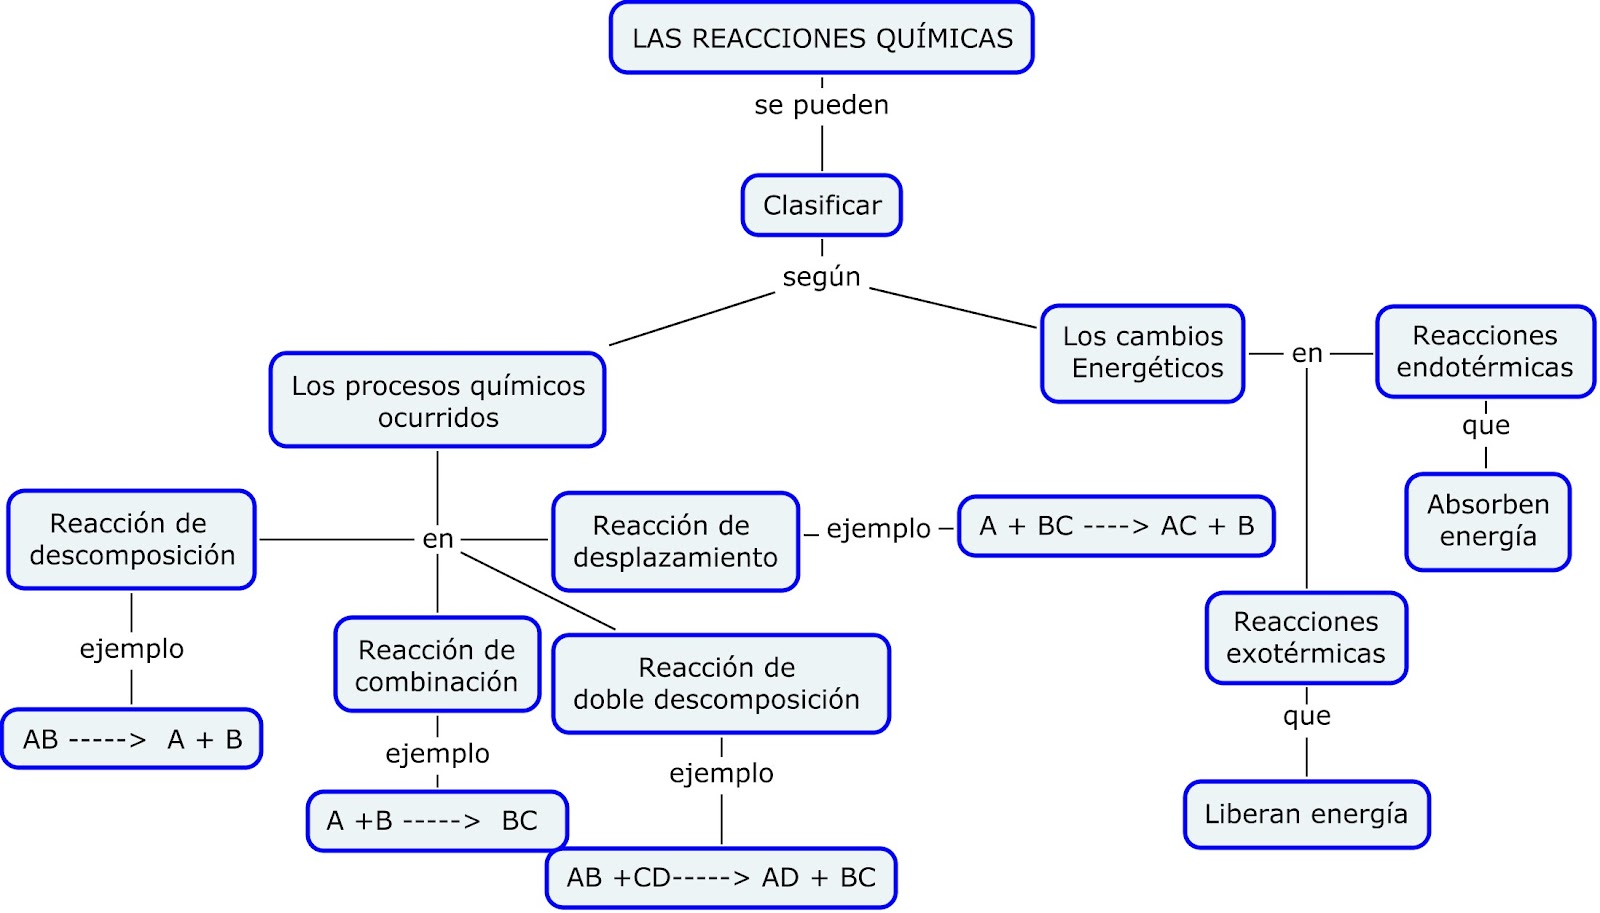 LAS REACCIONES QUÍMICAS
se pueden
Clasificar
según
Los procesos químicos
ocurridos
Los cambios
Energéticos
en
Reacciones
endotérmicas
que
Absorben
energía
Reacciones
exotérmicas
que
Liberan energía
en
Reacción de
descomposición
ejemplo
AB -----> A + B
Reacción de
combinación
ejemplo
A +B -----> BC
Reacción de
doble descomposición
ejemplo
AB +CD-----> AD + BC
Reacción de
desplazamiento
ejemplo
A + BC ----> AC + B